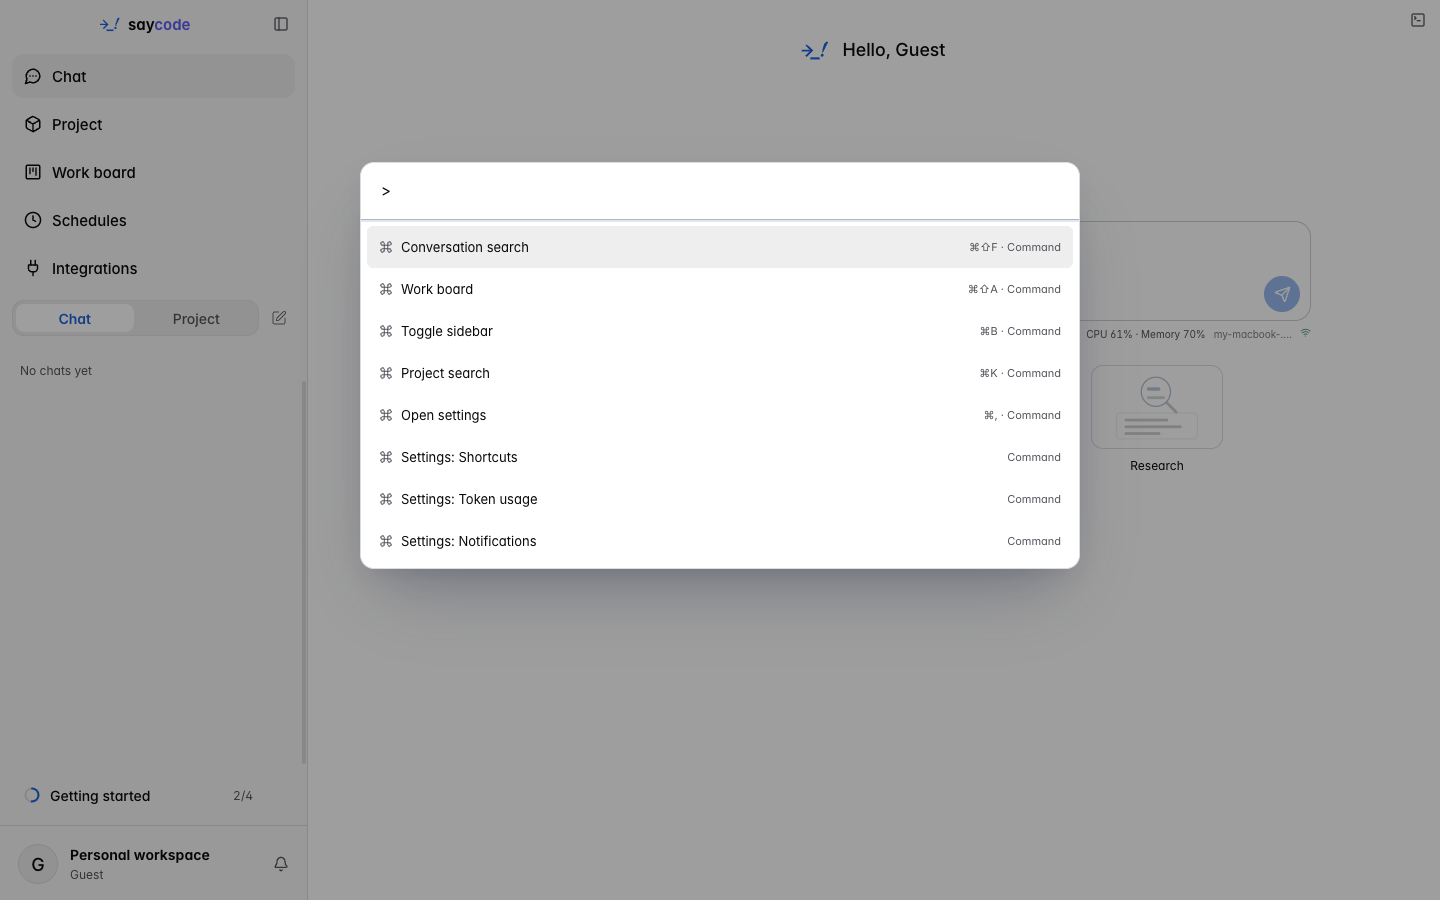 saycode
Chat
Project
Work board
Schedules
Integrations
Chat Project
No chats yet
Getting started 2/4
G
Personal workspace
Guest
Hello, Guest
>
Conversation search ⌘⇧F · Command
Work board ⌘⇧A · Command
Toggle sidebar ⌘B · Command
Project search ⌘K · Command
Open settings ⌘, · Command
Settings: Shortcuts Command
Settings: Token usage Command
Settings: Notifications Command
CPU 61% · Memory 70% my-macbook-....
Research